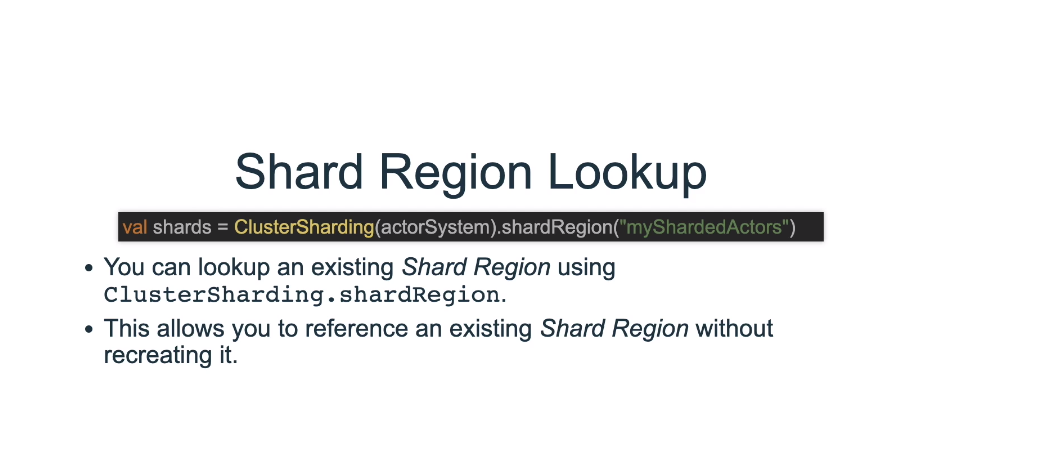 Shard Region Lookup
val shards = ClusterSharding(actorSystem).shardRegion("myShardedActors")
• You can lookup an existing Shard Region using
ClusterSharding.shardRegion.
• This allows you to reference an existing Shard Region without
recreating it.